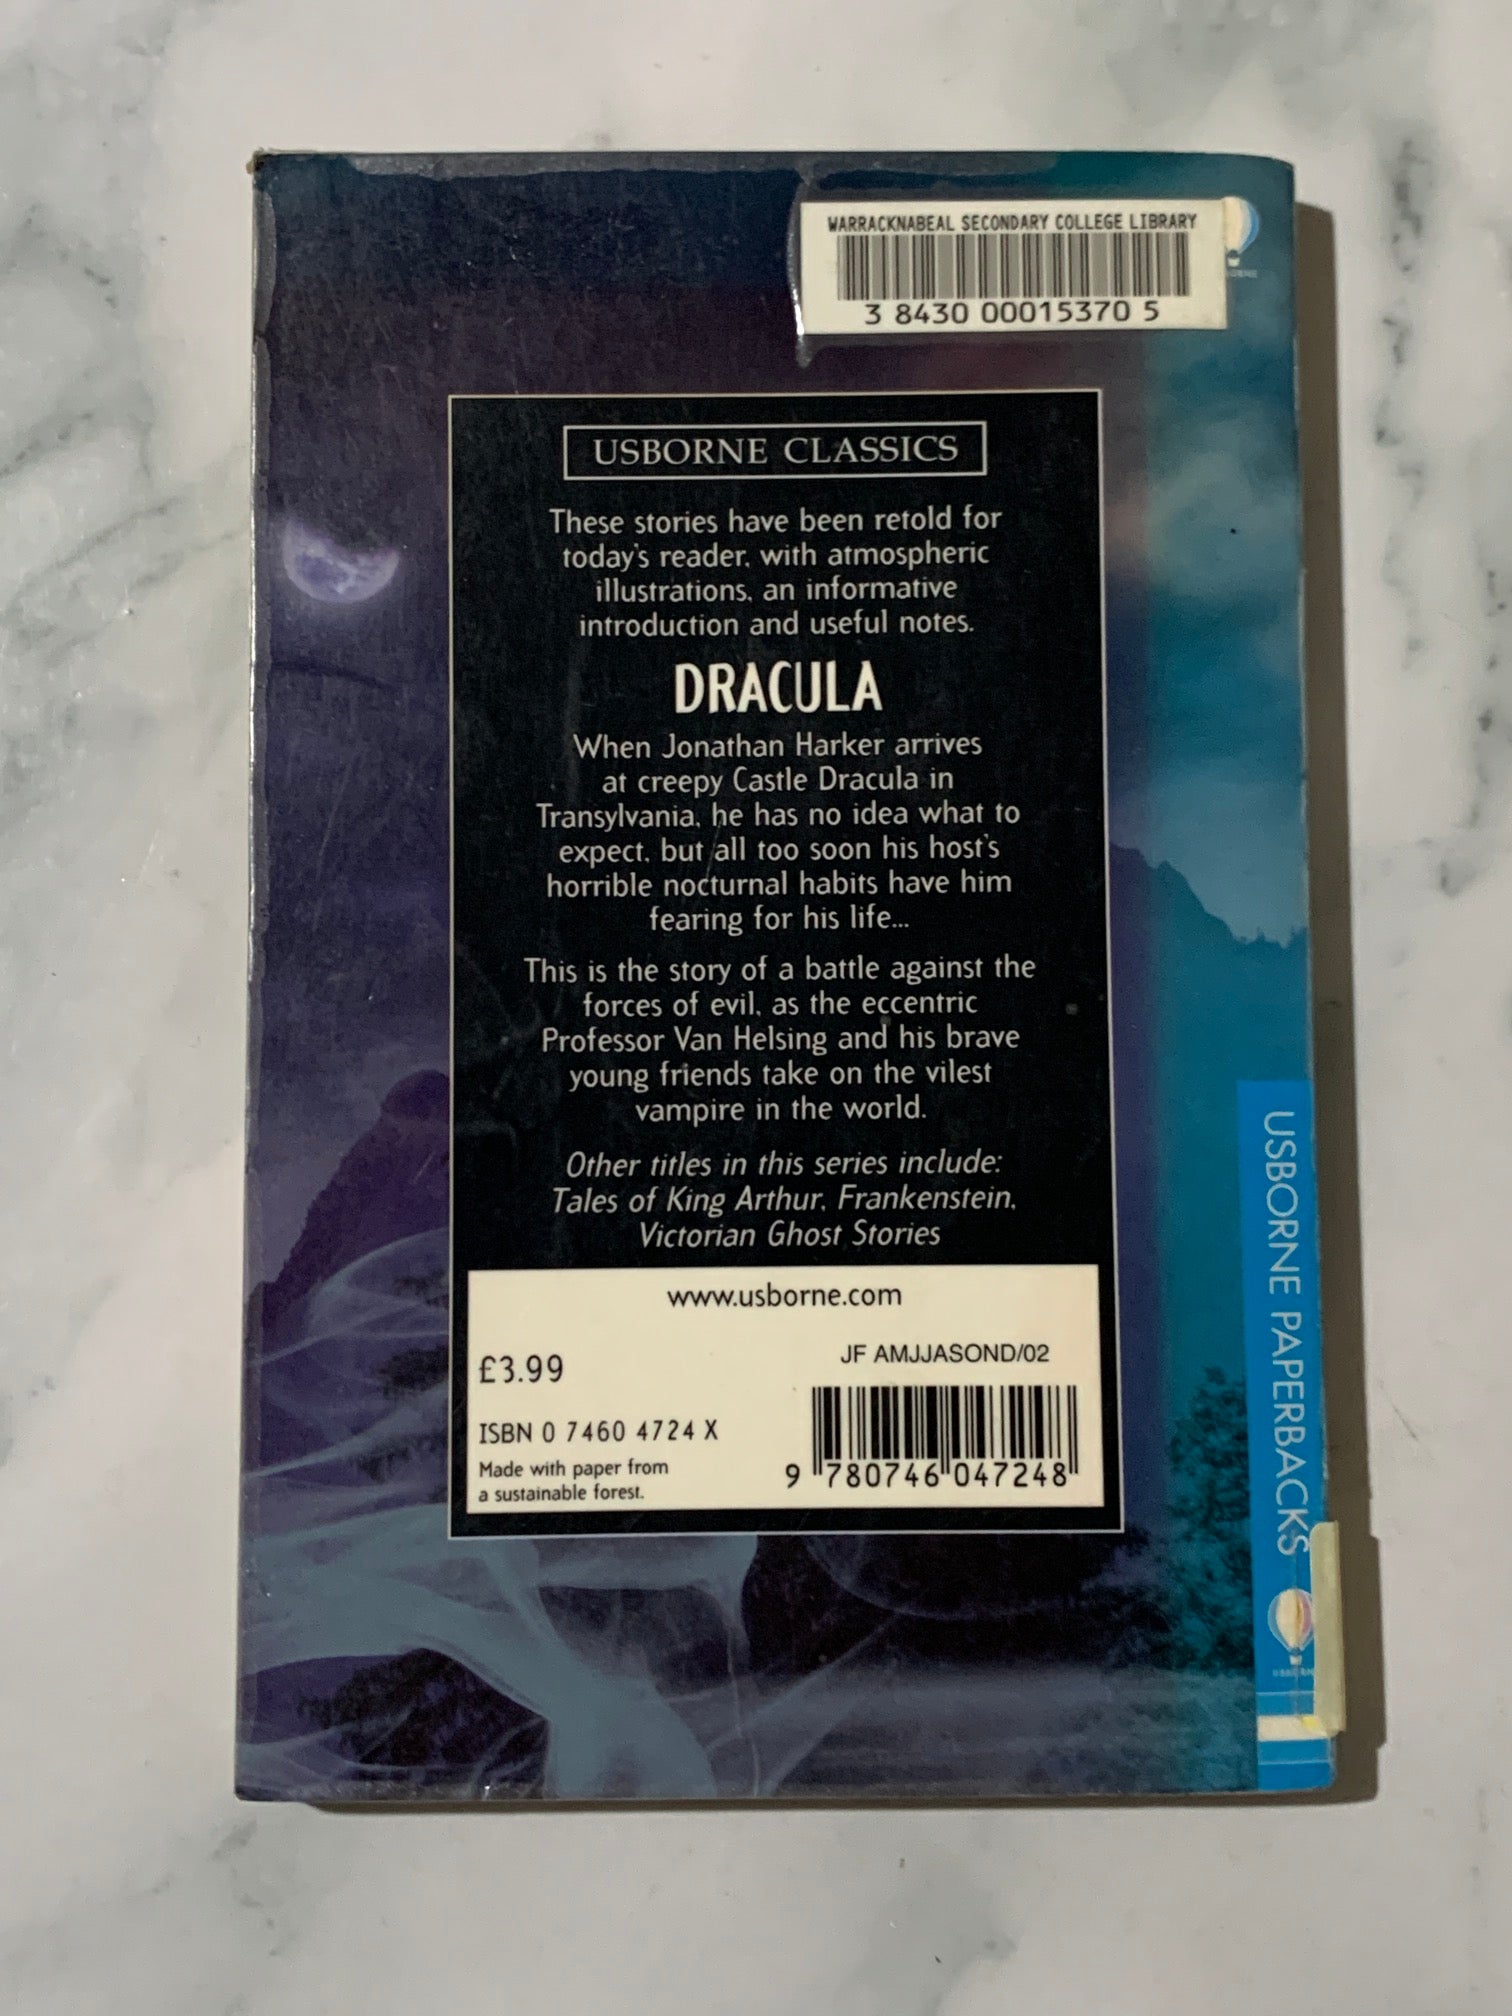 WARRACKNABEAL SECONDARY COLLEGE LIBRARY
3 8430 00015370 5
USBORNE CLASSICS
These stories have been retold for
today's reader, with atmospheric
illustrations, an informative
introduction and useful notes.
DRACULA
When Jonathan Harker arrives
at creepy Castle Dracula in
Transylvania, he has no idea what to
expect, but all too soon his host's
horrible nocturnal habits have him
fearing for his life...
This is the story of a battle against the
forces of evil, as the eccentric
Professor Van Helsing and his brave
young friends take on the vilest
vampire in the world.
Other titles in this series include:
Tales of King Arthur, Frankenstein,
Victorian Ghost Stories
www.usborne.com
£3.99
JF AMJJASOND/02
ISBN 0 7460 4724 X
Made with paper from
a sustainable forest.
9 780746 047248
USBORNE PAPERBACKS